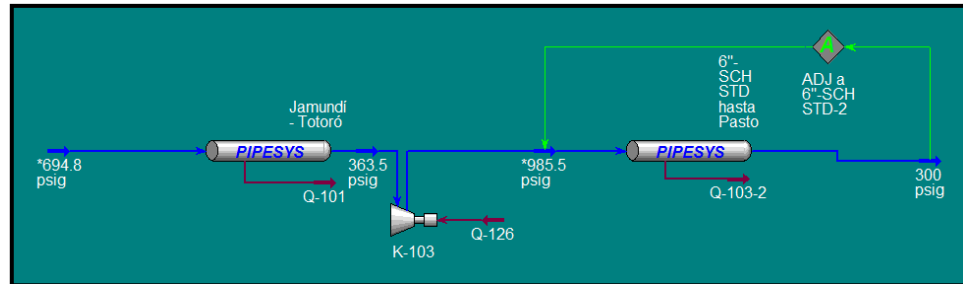 *694.8
psig
Jamundí
- Totoró
PIPESYS
Q-101
363.5
psig
K-103
Q-126
*985.5
psig
6"-
SCH
STD
hasta
Pasto
PIPESYS
Q-103-2
A
ADJ a
6"-SCH
STD-2
300
psig